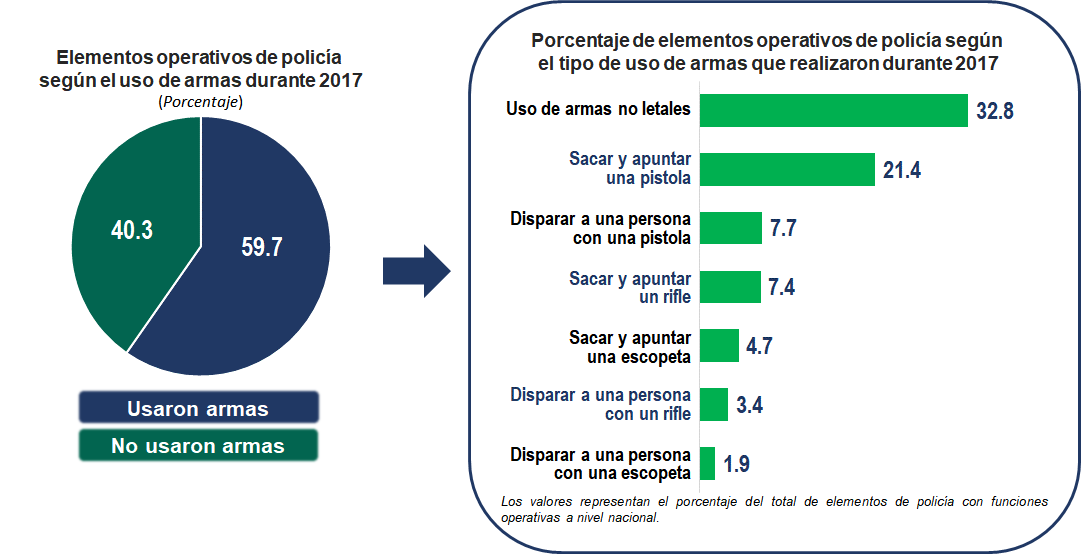 Elementos operativos de policía
según el uso de armas durante 2017
(Porcentaje)
40.3
59.7
Usaron armas
No usaron armas
Porcentaje de elementos operativos de policía según
el tipo de uso de armas que realizaron durante 2017
Uso de armas no letales
32.8
Sacar y apuntar
una pistola
21.4
Disparar a una persona
con una pistola
7.7
Sacar y apuntar
un rifle
7.4
Sacar y apuntar
una escopeta
4.7
Disparar a una persona
con un rifle
3.4
Disparar a una persona
con una escopeta
1.9
Los valores representan el porcentaje del total de elementos de policía con funciones
operativas a nivel nacional.